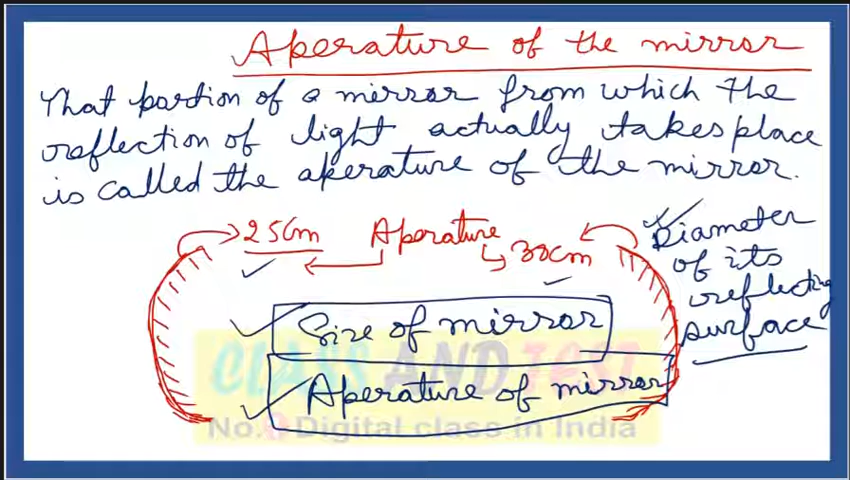 Aperature of the mirror
That portion of a mirror from which the
reflection of light actually takes place
is called the aperature of the mirror.
25cm Aperature 30cm
Diameter
of its
reflecting
surface
Size of mirror
CLASS AND TEST
Aperature of mirror
No. Digital class in India